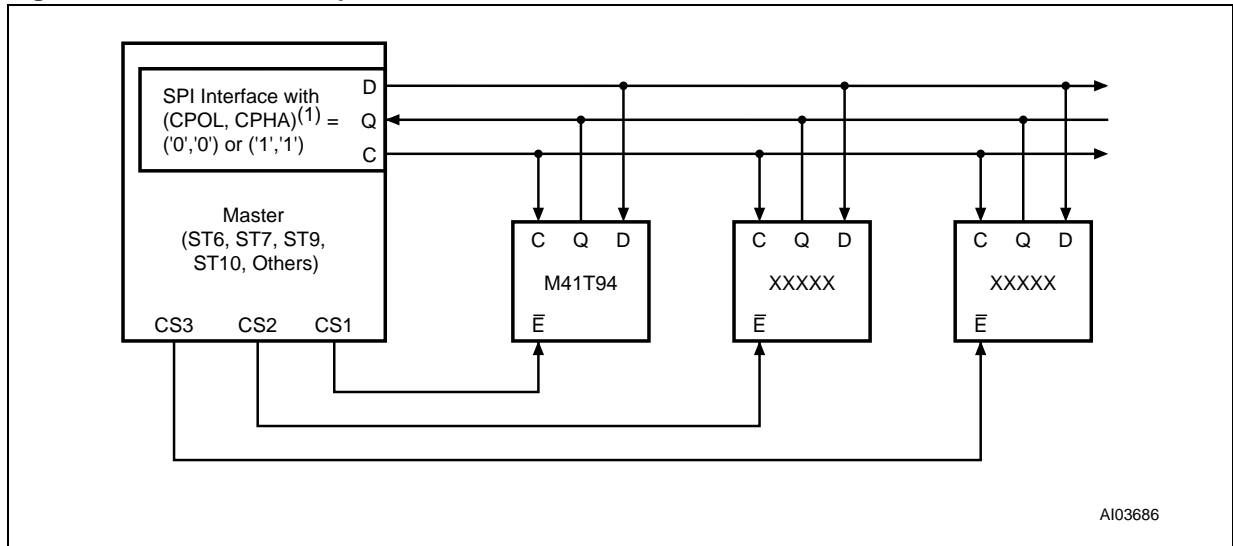 D
SPI Interface with
(CPOL, CPHA)(1) =
('0','0') or ('1','1')
Q
C
Master
(ST6, ST7, ST9,
ST10, Others)
CS3 CS2 CS1
C Q D
M41T94
E̅
C Q D
XXXXX
E̅
C Q D
XXXXX
E̅
AI03686